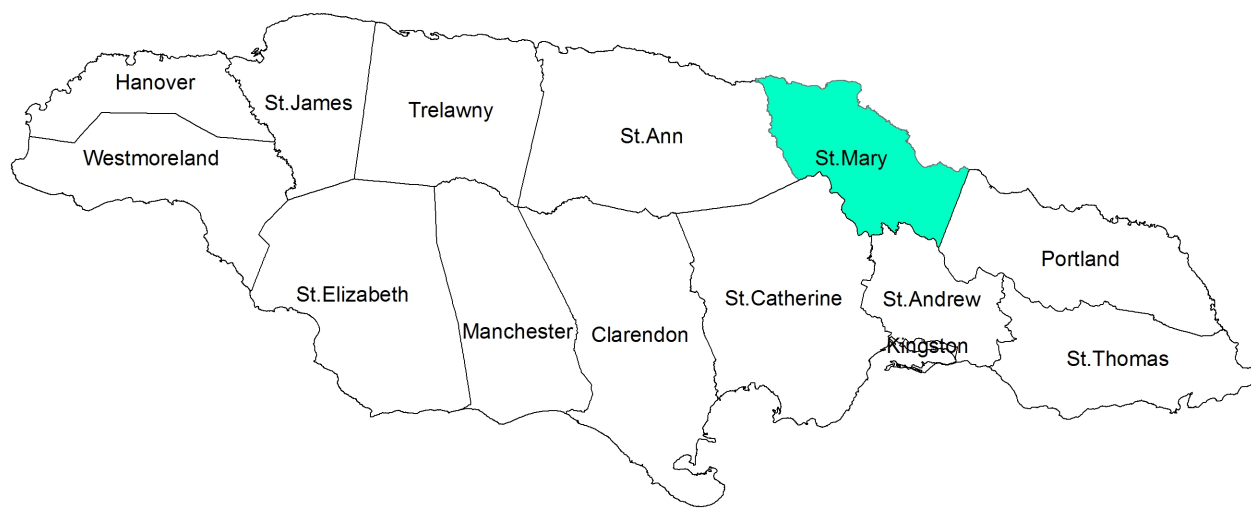 Hanover
St.James
Trelawny
St.Ann
St.Mary
Westmoreland
Portland
St.Elizabeth
St.Catherine
St.Andrew
Manchester
Clarendon
Kingston
St.Thomas